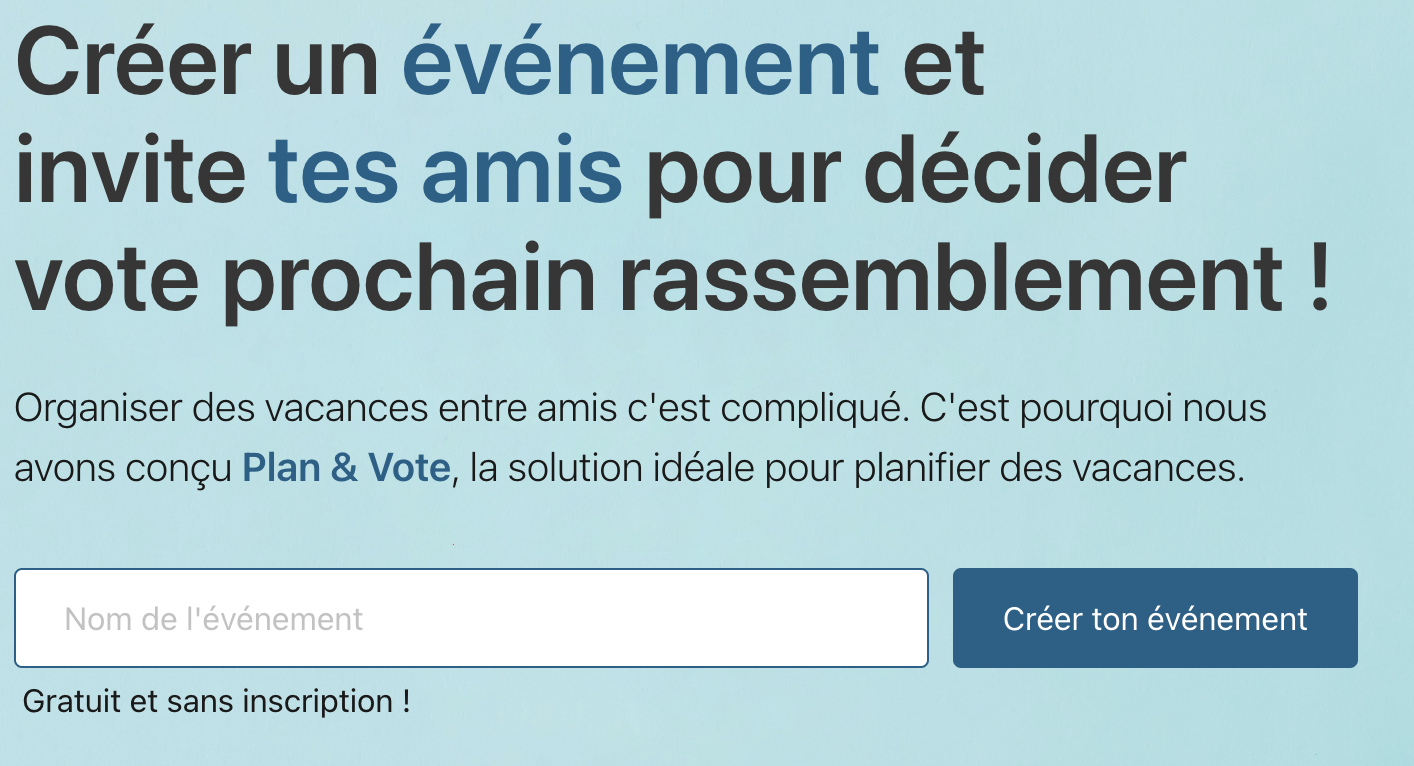 Créer un événement et
invite tes amis pour décider
vote prochain rassemblement !
Organiser des vacances entre amis c'est compliqué. C'est pourquoi nous
avons conçu Plan & Vote, la solution idéale pour planifier des vacances.
Nom de l'événement
Créer ton événement
Gratuit et sans inscription !